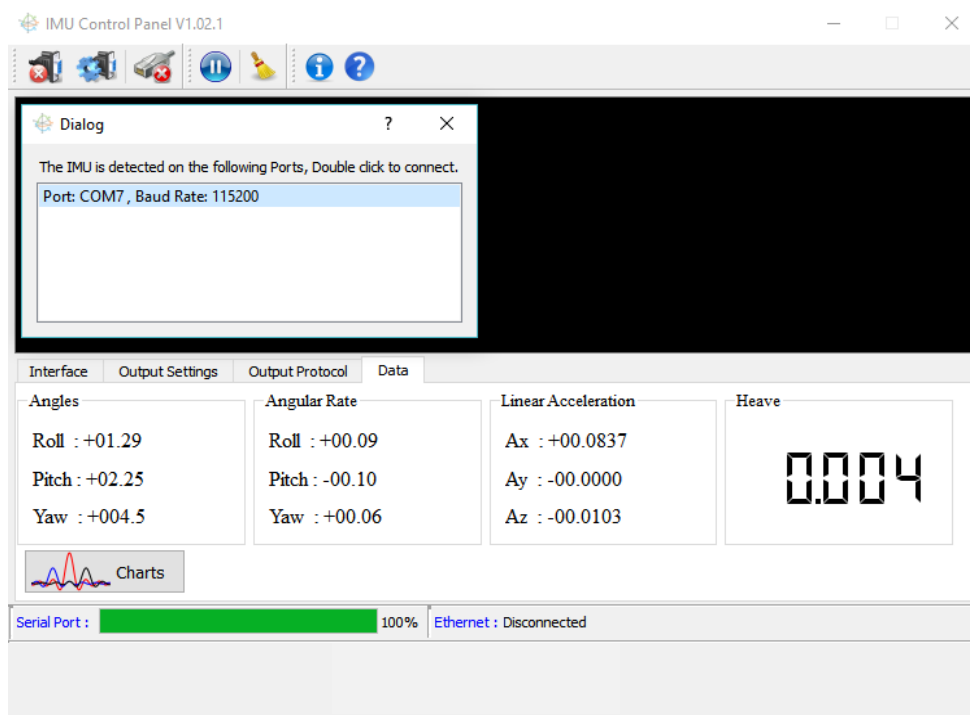 IMU Control Panel V1.02.1
Dialog ?
The IMU is detected on the following Ports, Double click to connect.
Port: COM7 , Baud Rate: 115200
Interface Output Settings Output Protocol Data
Angles
Roll : +01.29
Pitch : +02.25
Yaw : +004.5
Angular Rate
Roll : +00.09
Pitch : -00.10
Yaw : +00.06
Linear Acceleration
Ax : +00.0837
Ay : -00.0000
Az : -00.0103
Heave
0.004
Charts
Serial Port : 100% Ethernet : Disconnected